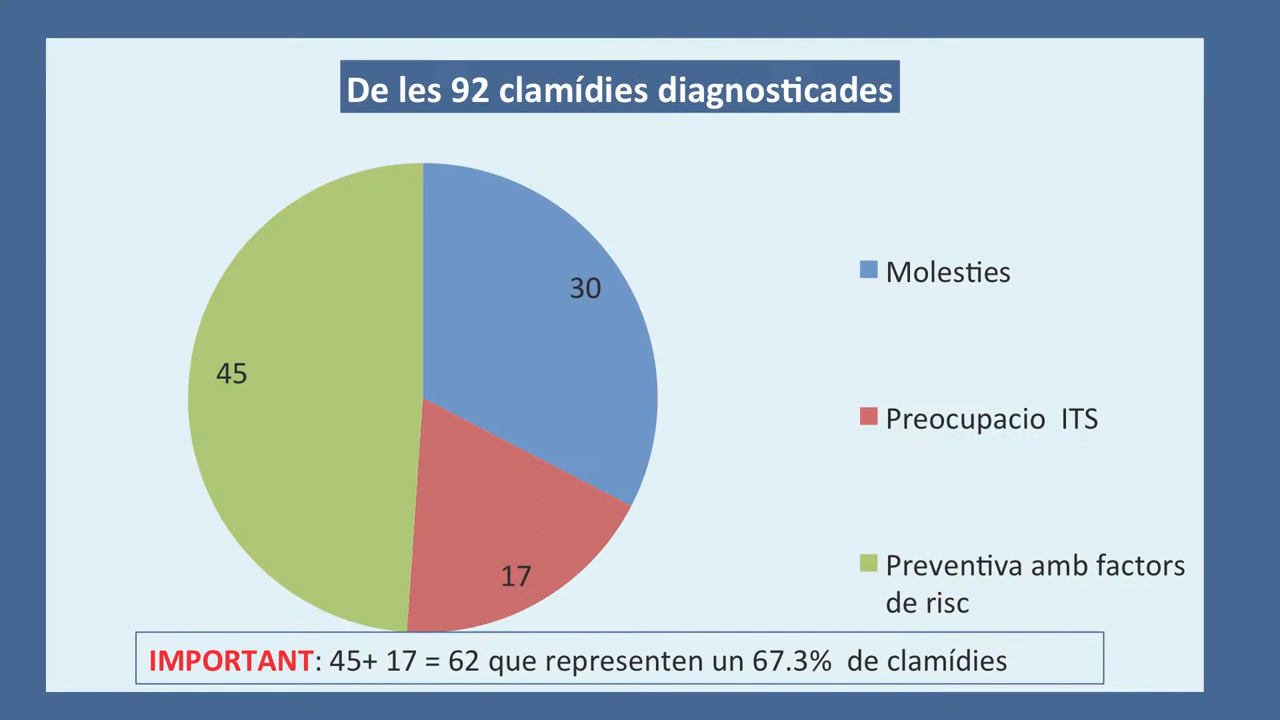 De les 92 clamídies diagnosticades
30
45
17
Molesties
Preocupacio  ITS
Preventiva amb factors
de risc
IMPORTANT: 45+ 17 = 62 que representen un 67.3%  de clamídies